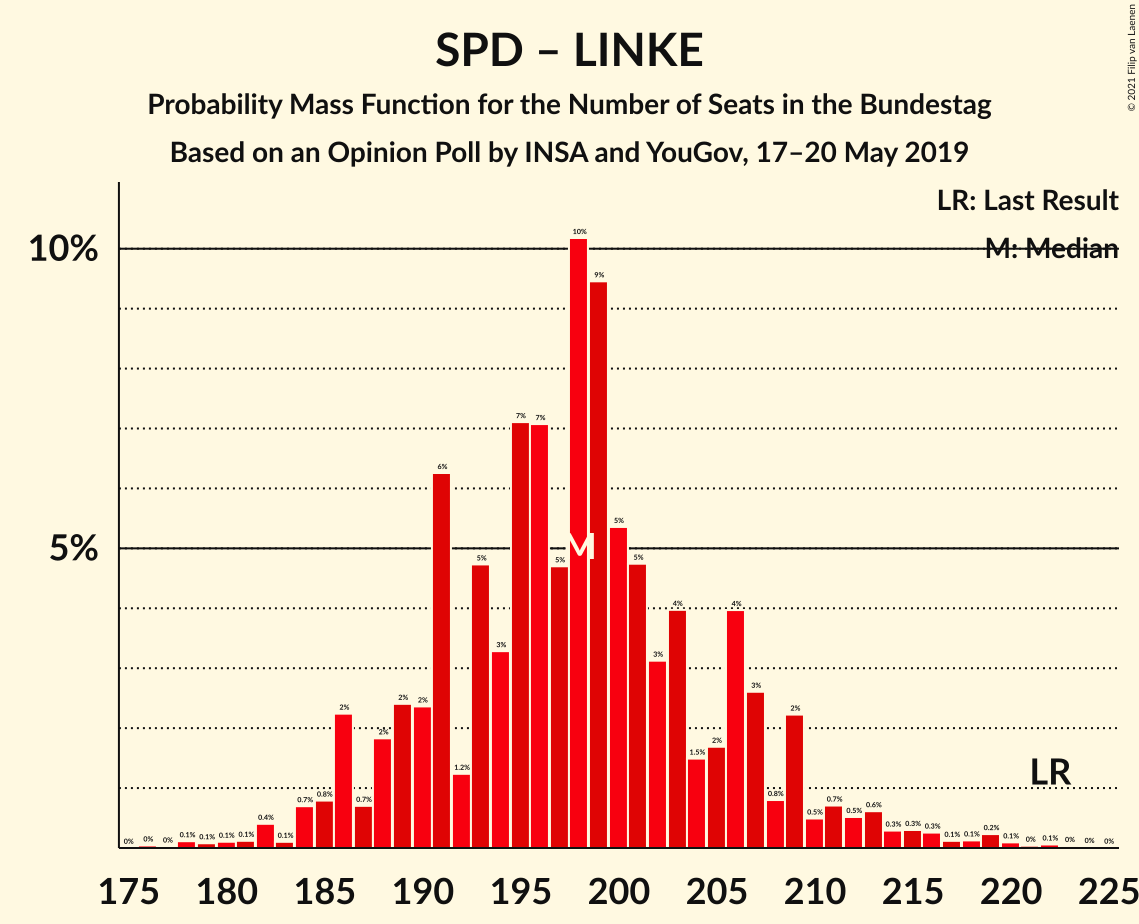 SPD – LINKE
Probability Mass Function for the Number of Seats in the Bundestag
Based on an Opinion Poll by INSA and YouGov, 17–20 May 2019
© 2021 Filip van Laenen
LR: Last Result
M: Median
10%
5%
0% 0% 0% 0.1% 0.1% 0.1% 0.1% 0.4% 0.1% 0.7% 0.8% 2% 0.7% 2% 2% 2% 6% 1.2% 5% 3% 7% 7% 5% 10% 9% 5% 5% 3% 4% 1.5% 2% 4% 3% 0.8% 2% 0.5% 0.7% 0.5% 0.6% 0.3% 0.3% 0.3% 0.1% 0.1% 0.2% 0.1% 0% 0.1% 0% 0% 0%
M
LR
175 180 185 190 195 200 205 210 215 220 225